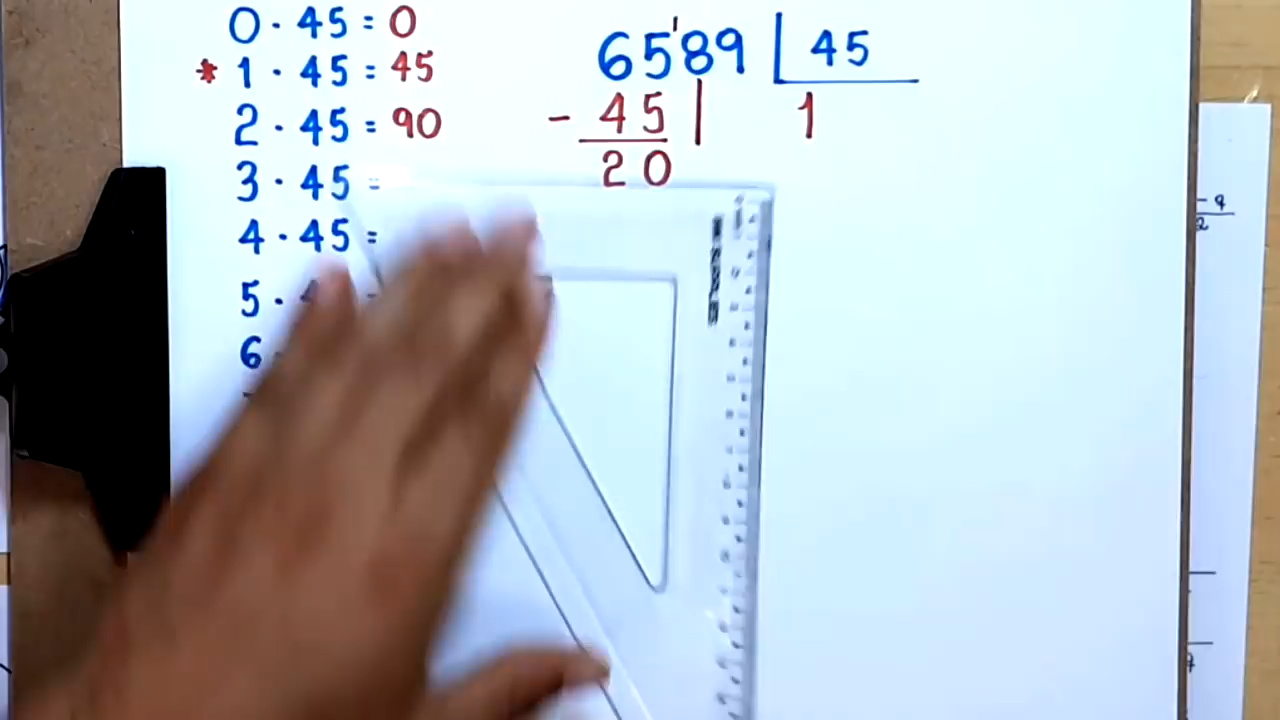 0 · 45 = 0
* 1 · 45 = 45
2 · 45 = 90
3 · 45 =
4 · 45 =
5 · 4
6
6589 | 45
- 45 | 1
20